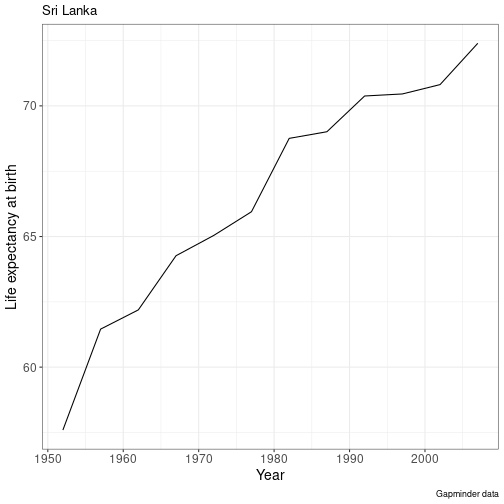 Sri Lanka
Life expectancy at birth
70
65
60
1950 1960 1970 1980 1990 2000
Year
Gapminder data